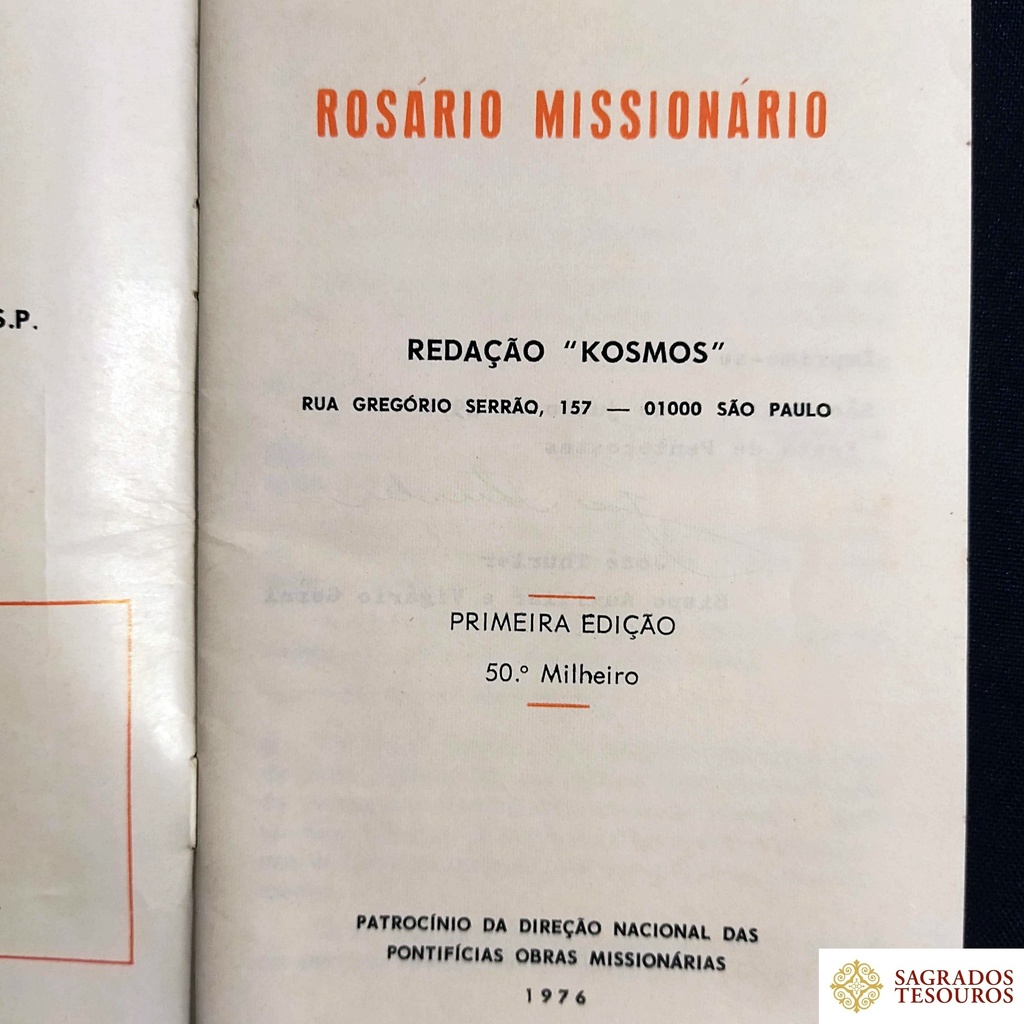 S.P.
ROSÁRIO MISSIONÁRIO
REDAÇÃO "KOSMOS"
RUA GREGÓRIO SERRÃO, 157 — 01000 SÃO PAULO
PRIMEIRA EDIÇÃO
50.º Milheiro
PATROCÍNIO DA DIREÇÃO NACIONAL DAS
PONTIFÍCIAS OBRAS MISSIONÁRIAS
1976
SAGRADOS
TESOUROS